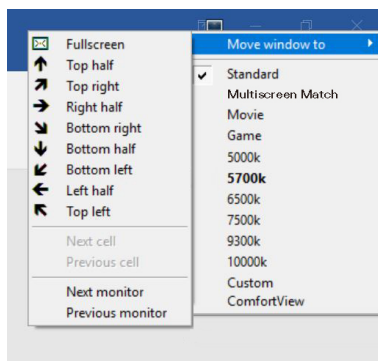 Fullscreen
Top half
Top right
Right half
Bottom right
Bottom half
Bottom left
Left half
Top left
Next cell
Previous cell
Next monitor
Previous monitor
Move window to
Standard
Multiscreen Match
Movie
Game
5000k
5700k
6500k
7500k
9300k
10000k
Custom
ComfortView